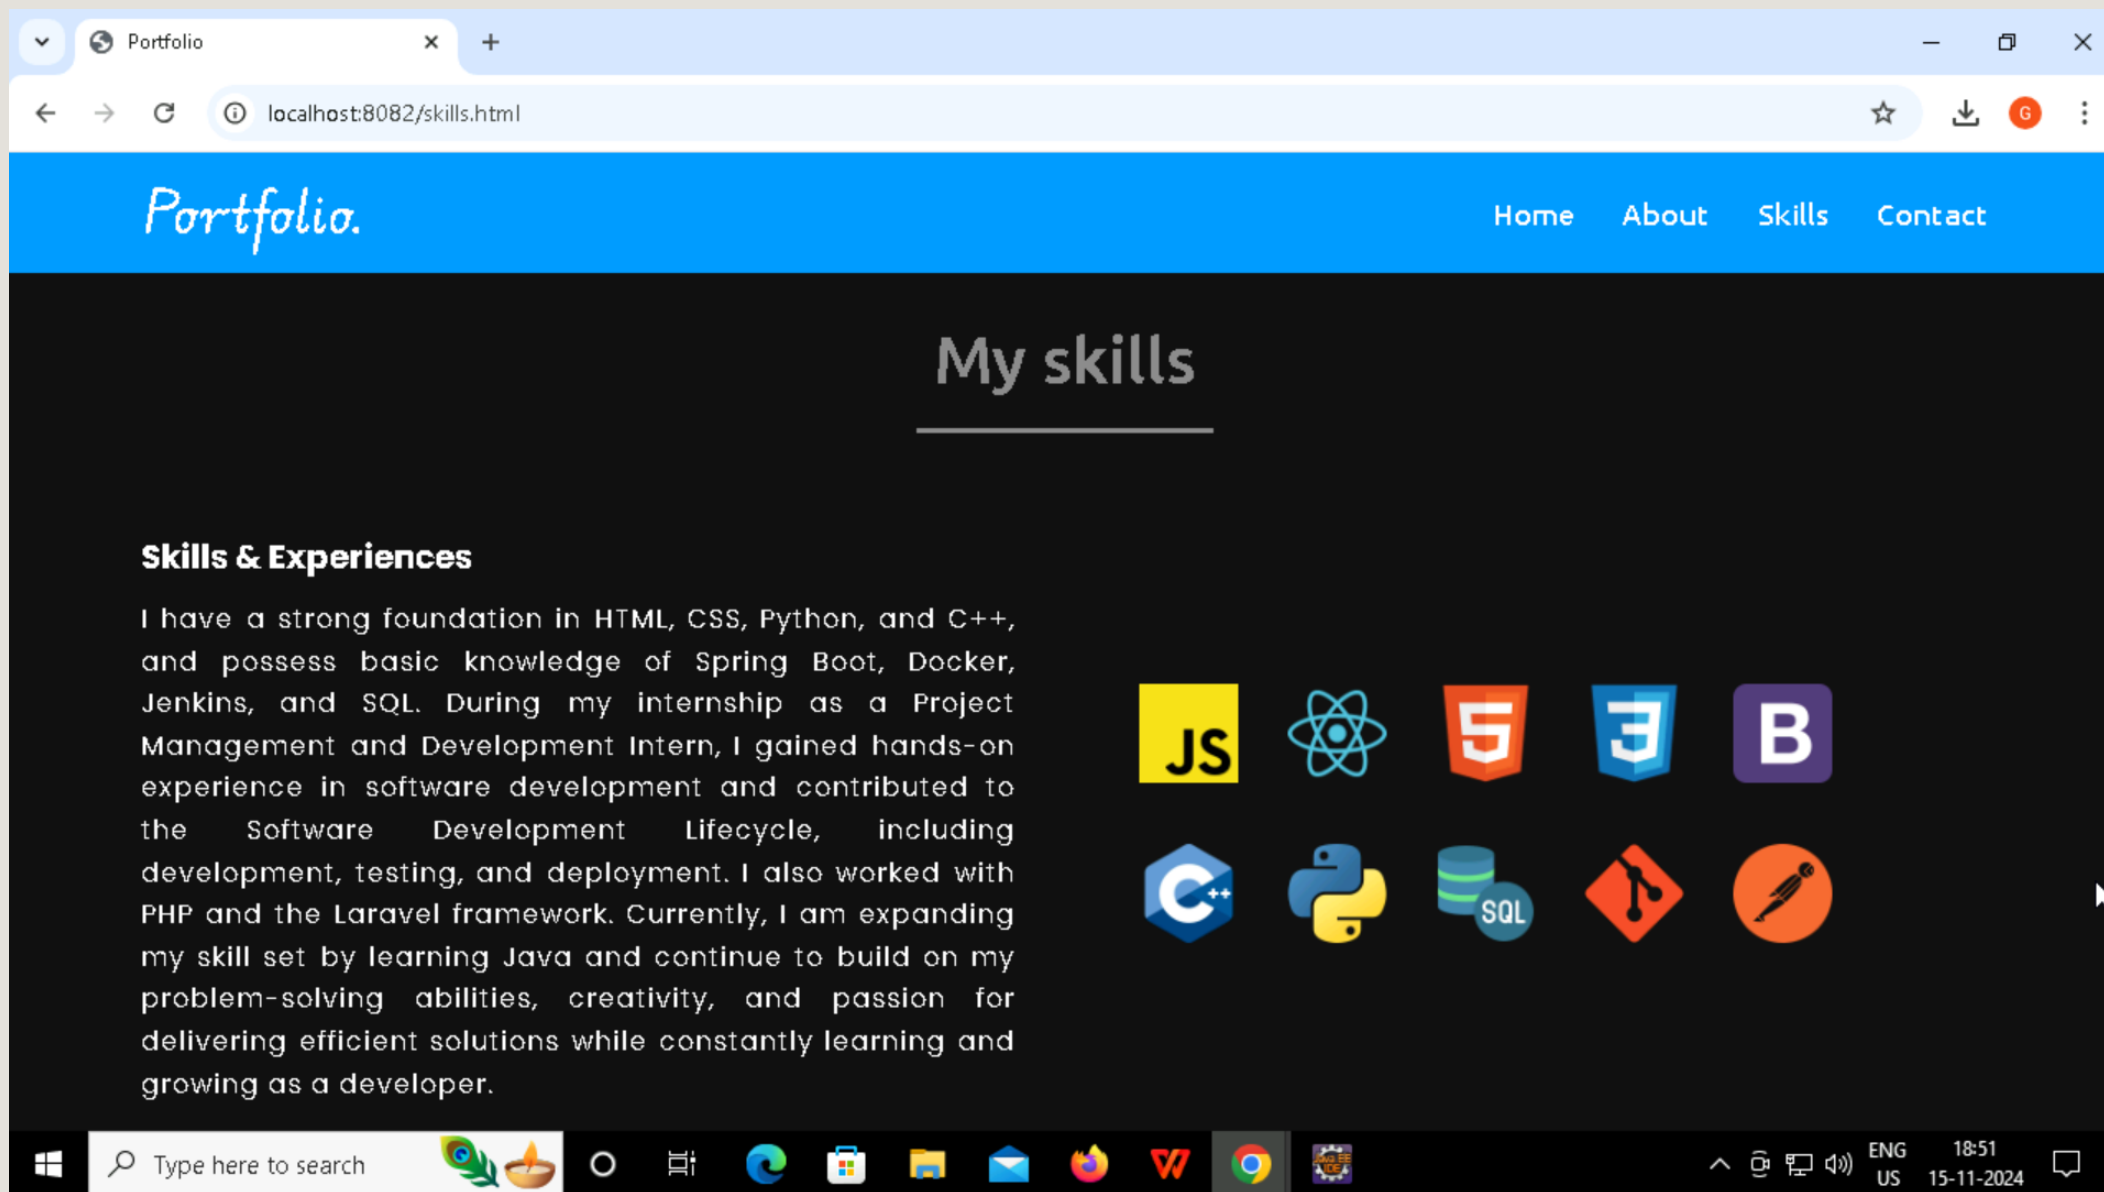 Portfolio
localhost:8082/skills.html
G
Portfolio.
Home About Skills Contact
My skills
Skills & Experiences
I have a strong foundation in HTML, CSS, Python, and C++,
and possess basic knowledge of Spring Boot, Docker,
Jenkins, and SQL. During my internship as a Project
Management and Development Intern, I gained hands-on
experience in software development and contributed to
the Software Development Lifecycle, including
development, testing, and deployment. I also worked with
PHP and the Laravel framework. Currently, I am expanding
my skill set by learning Java and continue to build on my
problem-solving abilities, creativity, and passion for
delivering efficient solutions while constantly learning and
growing as a developer.
JS 5 3 B
C++ SQL
Type here to search
Java EE
IDE
ENG
US
18:51
15-11-2024